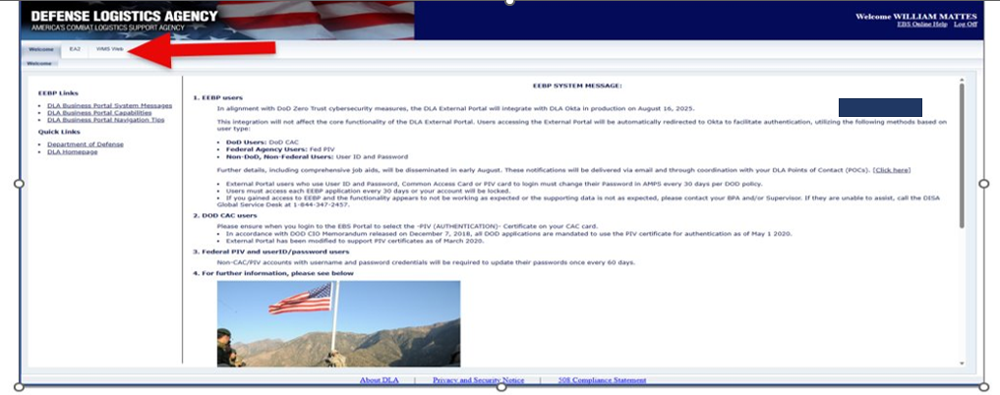 DEFENSE LOGISTICS AGENCY
AMERICA'S COMBAT LOGISTICS SUPPORT AGENCY
Welcome WILLIAM MATTES
EBS Online Help Log Off
Welcome EA2 WMS Web
Welcome
EEBP Links
DLA Business Portal System Messages
DLA Business Portal Capabilities
DLA Business Portal Navigation Tips
Quick Links
Department of Defense
DLA Homepage
EEBP SYSTEM MESSAGE:
1. EEBP users
In alignment with DoD Zero Trust cybersecurity measures, the DLA External Portal will integrate with DLA Okta in production on August 16, 2025.
This integration will not affect the core functionality of the DLA External Portal. Users accessing the External Portal will be automatically redirected to Okta to facilitate authentication, utilizing the following methods based on
user type:
• DoD Users: DoD CAC
• Federal Agency Users: Fed PIV
• Non-DoD, Non-Federal Users: User ID and Password
Further details, including comprehensive job aids, will be disseminated in early August. These notifications will be delivered via email and through coordination with your DLA Points of Contact (POCs). [Click here]
• External Portal users who use User ID and Password, Common Access Card or PIV card to login must change their Password in AMPS every 30 days per DOD policy.
• Users must access each EEBP application every 30 days or your account will be locked.
• If you gained access to EEBP and the functionality appears to not be working as expected or the supporting data is not as expected, please contact your BPA and/or Supervisor. If they are unable to assist, call the DISA
Global Service Desk at 1-844-347-2457.
2. DOD CAC users
Please ensure when you login to the EBS Portal to select the -PIV (AUTHENTICATION)- Certificate on your CAC card.
• In accordance with DOD CIO Memorandum released on December 7, 2018, all DOD applications are mandated to use the PIV certificate for authentication as of May 1 2020.
• External Portal has been modified to support PIV certificates as of March 2020.
3. Federal PIV and userID/password users
Non-CAC/PIV accounts with username and password credentials will be required to update their passwords once every 60 days.
4. For further information, please see below
About DLA | Privacy and Security Notice | 508 Compliance Statement